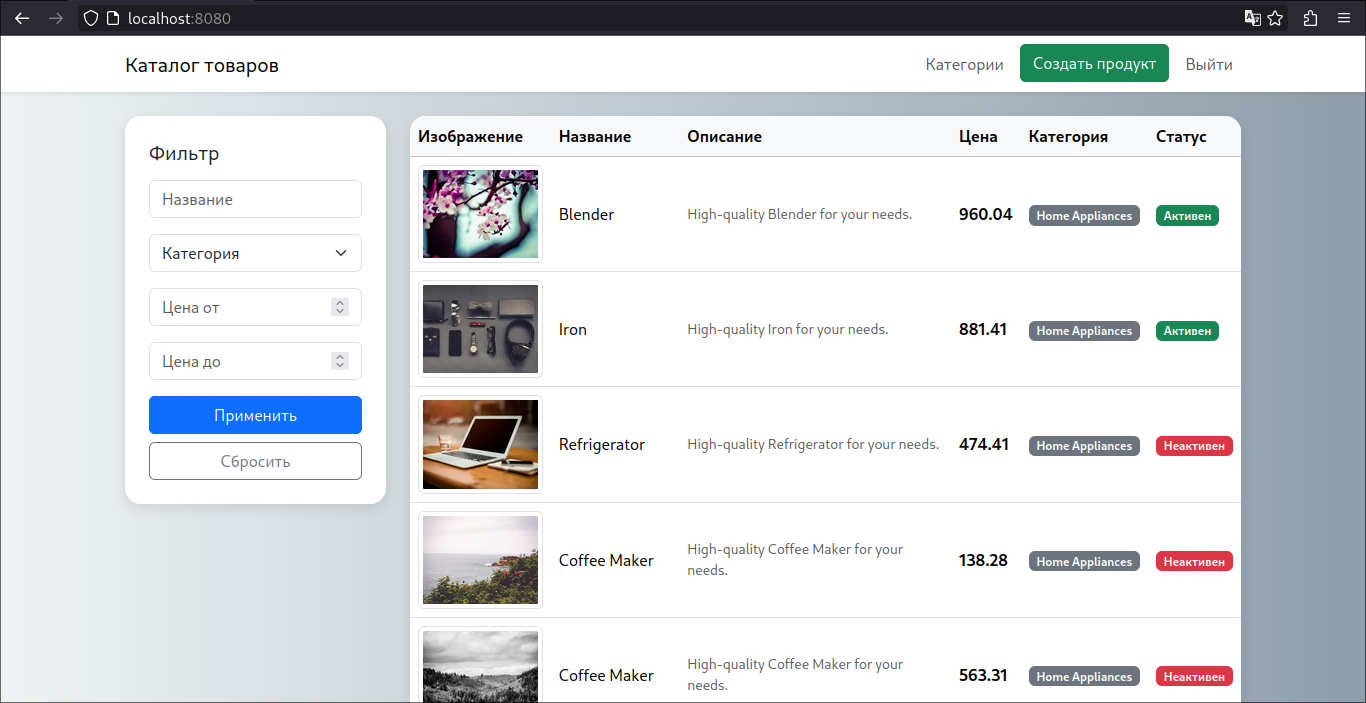 localhost:8080
Каталог товаров
Категории
Создать продукт
Выйти
Фильтр
Название
Категория
Цена от
Цена до
Применить
Сбросить
Изображение Название Описание Цена Категория Статус
Blender High-quality Blender for your needs. 960.04 Home Appliances Активен
Iron High-quality Iron for your needs. 881.41 Home Appliances Активен
Refrigerator High-quality Refrigerator for your needs. 474.41 Home Appliances Неактивен
Coffee Maker High-quality Coffee Maker for your
needs. 138.28 Home Appliances Неактивен
Coffee Maker High-quality Coffee Maker for your
needs. 563.31 Home Appliances Неактивен